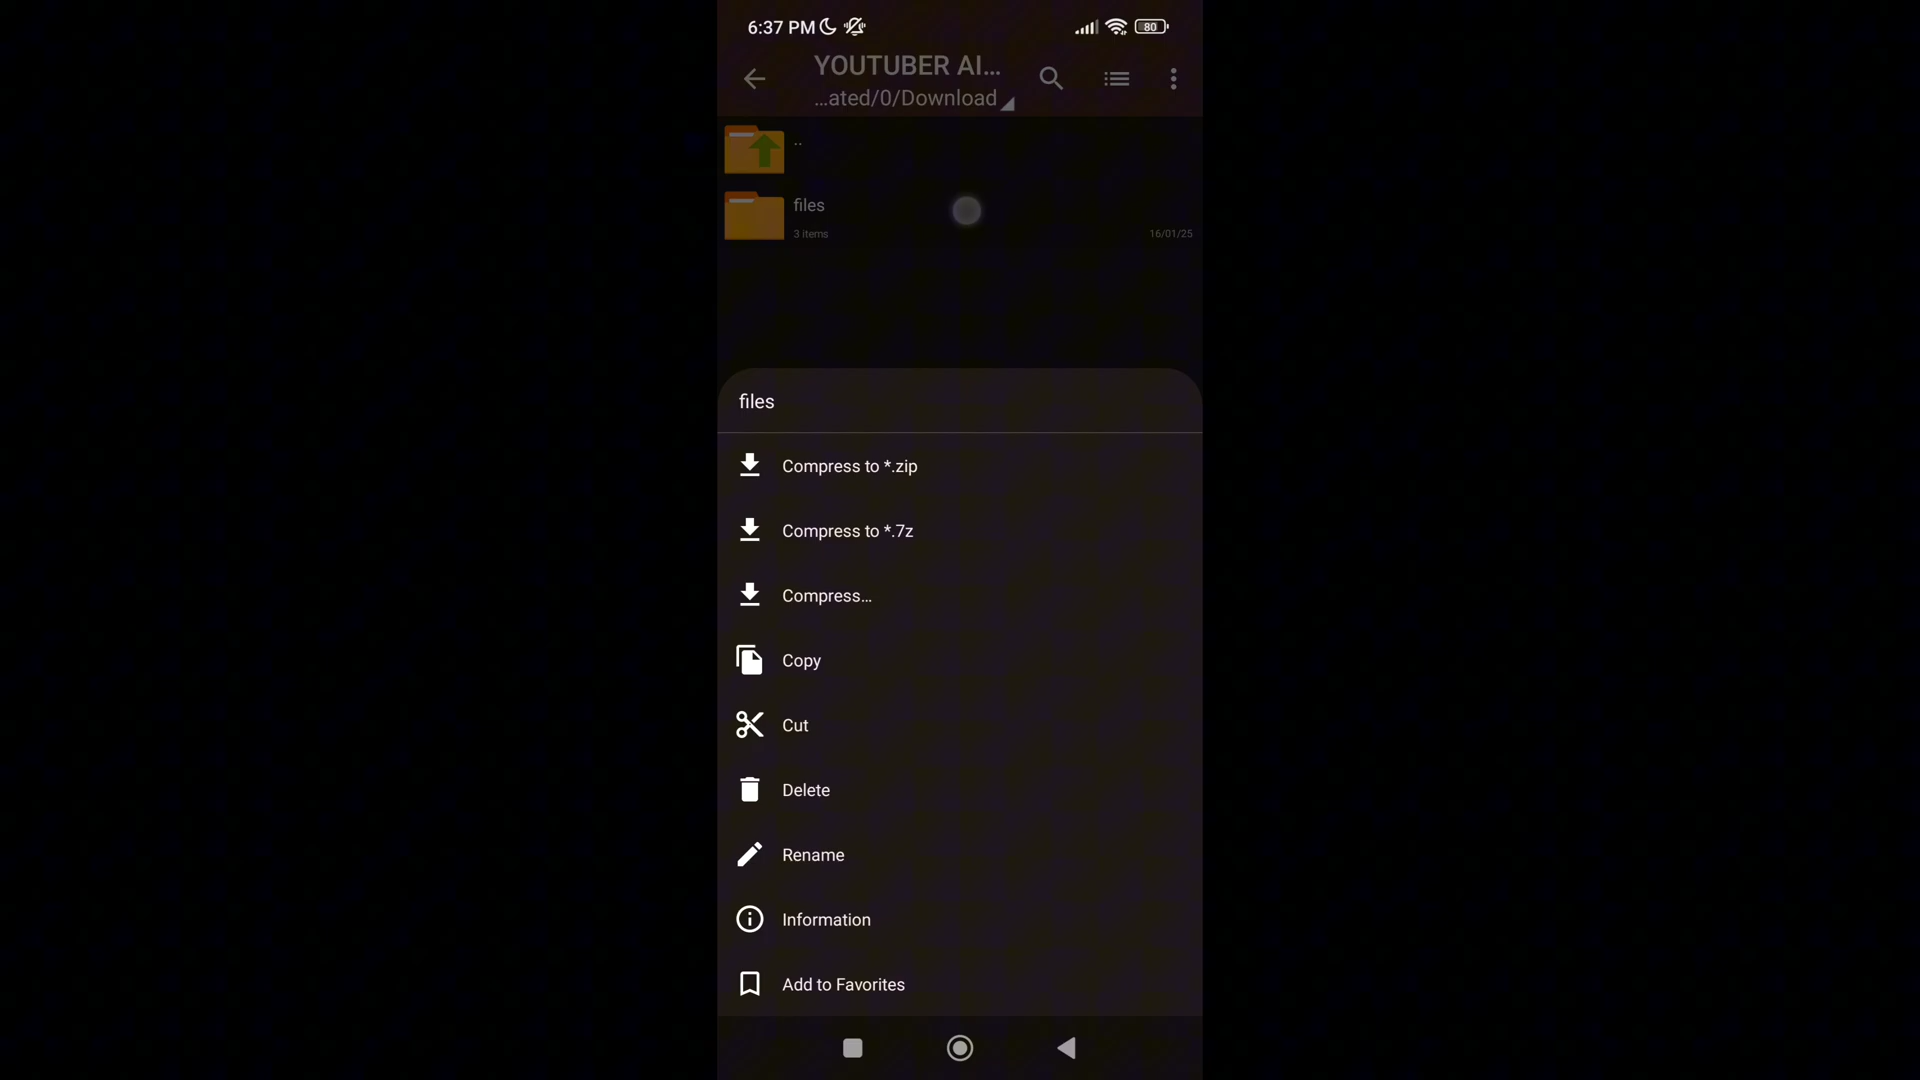 6:37 PM
80
YOUTUBER AI...
...ated/0/Download
..
files
3 items
16/01/25
files
Compress to *.zip
Compress to *.7z
Compress...
Copy
Cut
Delete
Rename
Information
Add to Favorites